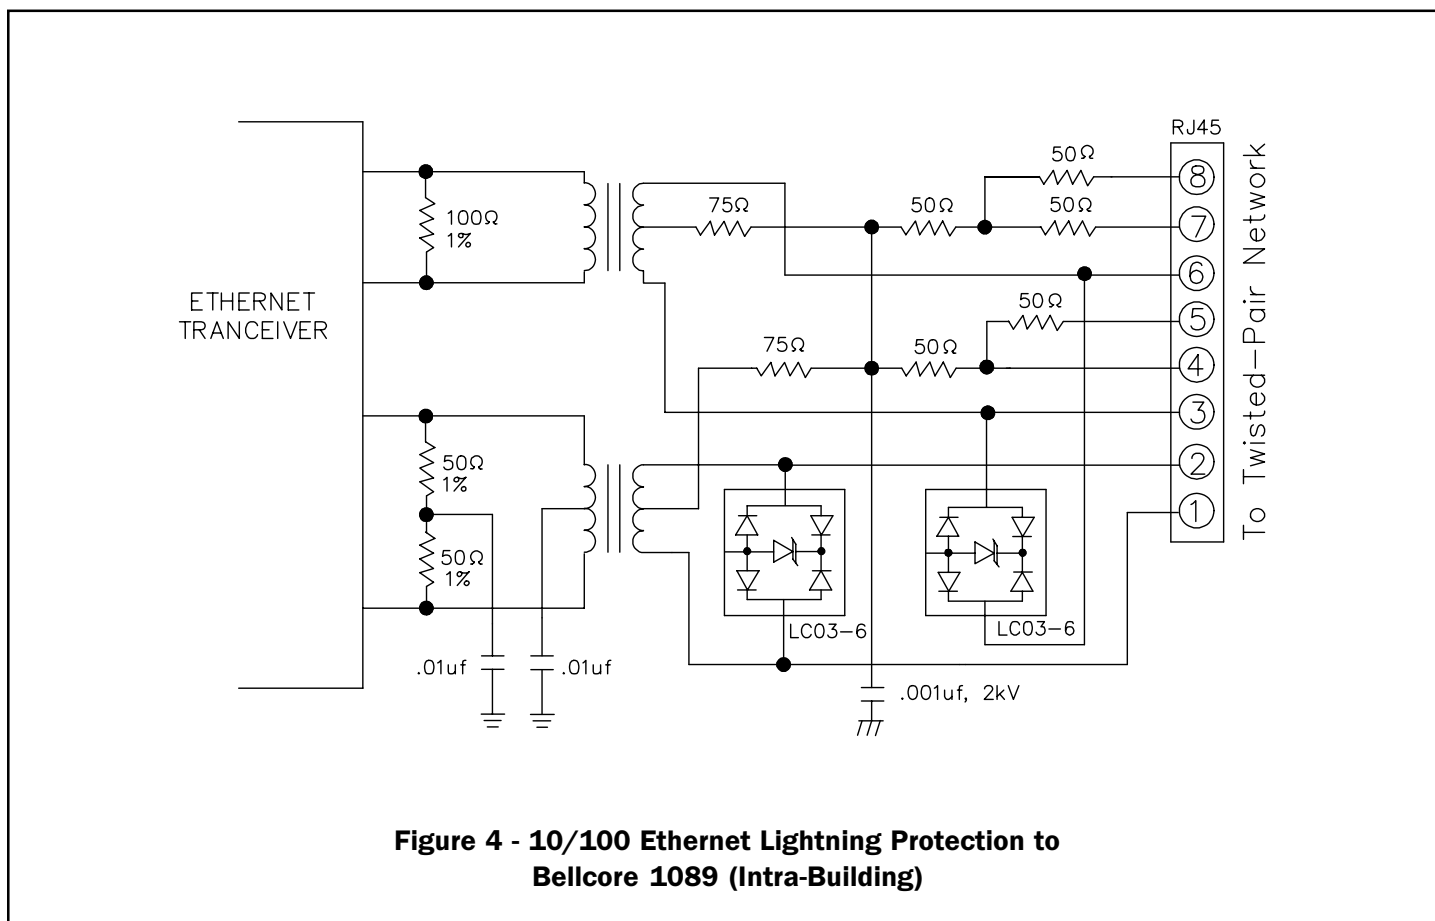 RJ45
50Ω
8
75Ω
50Ω
50Ω
7
100Ω
1%
6
ETHERNET
TRANCEIVER
50Ω
5
75Ω
50Ω
4
3
50Ω
1%
2
1
50Ω
1%
LC03-6
LC03-6
.01uf
.01uf
.001uf, 2kV
To Twisted-Pair Network
Figure 4 - 10/100 Ethernet Lightning Protection to
Bellcore 1089 (Intra-Building)